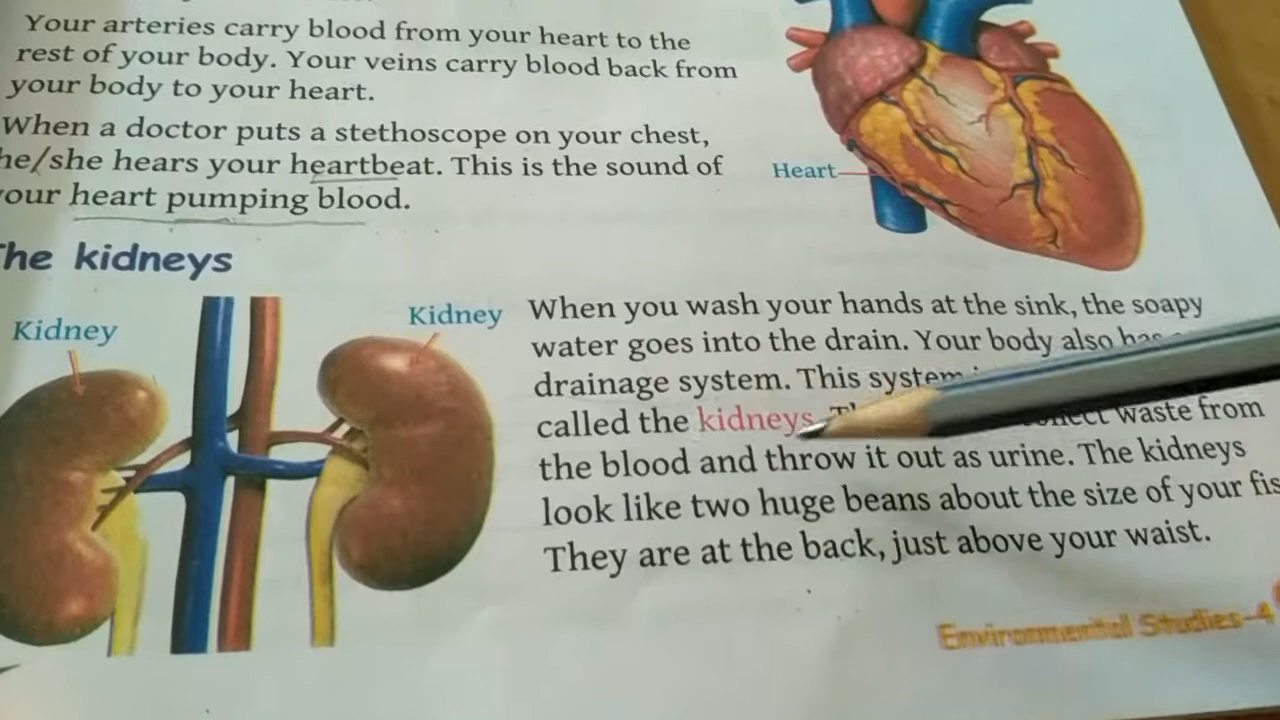 Your arteries carry blood from your heart to the
rest of your body. Your veins carry blood back from
your body to your heart.
When a doctor puts a stethoscope on your chest,
he/she hears your heartbeat. This is the sound of
your heart pumping blood.
Heart
The kidneys
Kidney
Kidney
When you wash your hands at the sink, the soapy
water goes into the drain. Your body also has
drainage system. This system
called the kidneys. waste from
the blood and throw it out as urine. The kidneys
look like two huge beans about the size of your
They are at the back, just above your waist.
Environmental Studies-4